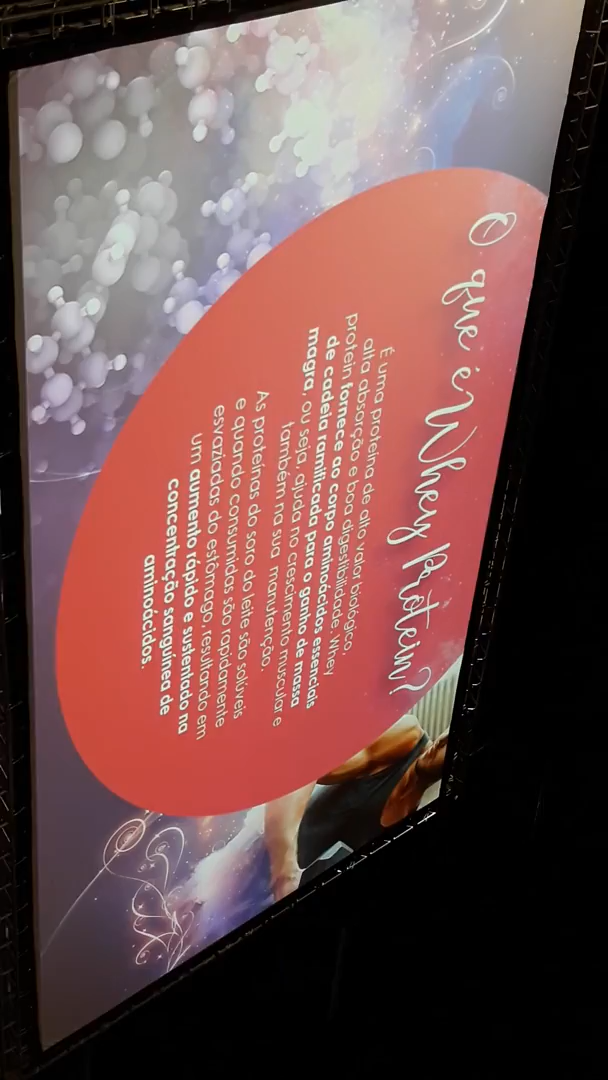 O que é Whey Protein?
É uma proteína de alto valor biológico,
alta absorção e boa digestibilidade. Whey
protein fornece ao corpo aminoácidos essenciais
de cadeia ramificada para o ganho de massa
magra, ou seja, ajuda no crescimento muscular e
também na sua manutenção.
As proteínas do soro do leite são solúveis
e quando consumidas são rapidamente
esvaziadas do estômago, resultando em
um aumento rápido e sustentado na
concentração sanguínea de
aminoácidos.